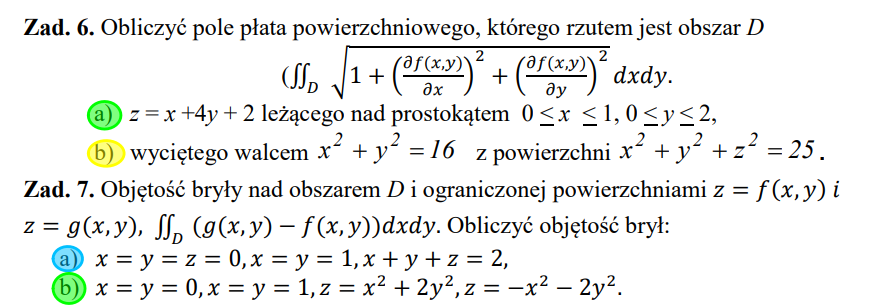 Zad. 6. Obliczyć pole płata powierzchniowego, którego rzutem jest obszar D
(∬_D √(1 + (∂f(x,y)/∂x)² + (∂f(x,y)/∂y)²) dxdy.
a) z = x +4y + 2 leżącego nad prostokątem 0 ≤ x ≤ 1, 0 ≤ y ≤ 2,
b) wyciętego walcem x² + y² = 16 z powierzchni x² + y² + z² = 25.
Zad. 7. Objętość bryły nad obszarem D i ograniczonej powierzchniami z = f(x,y) i
z = g(x,y), ∬_D (g(x,y) − f(x,y))dxdy. Obliczyć objętość brył:
a) x = y = z = 0, x = y = 1, x + y + z = 2,
b) x = y = 0, x = y = 1, z = x² + 2y², z = −x² − 2y².